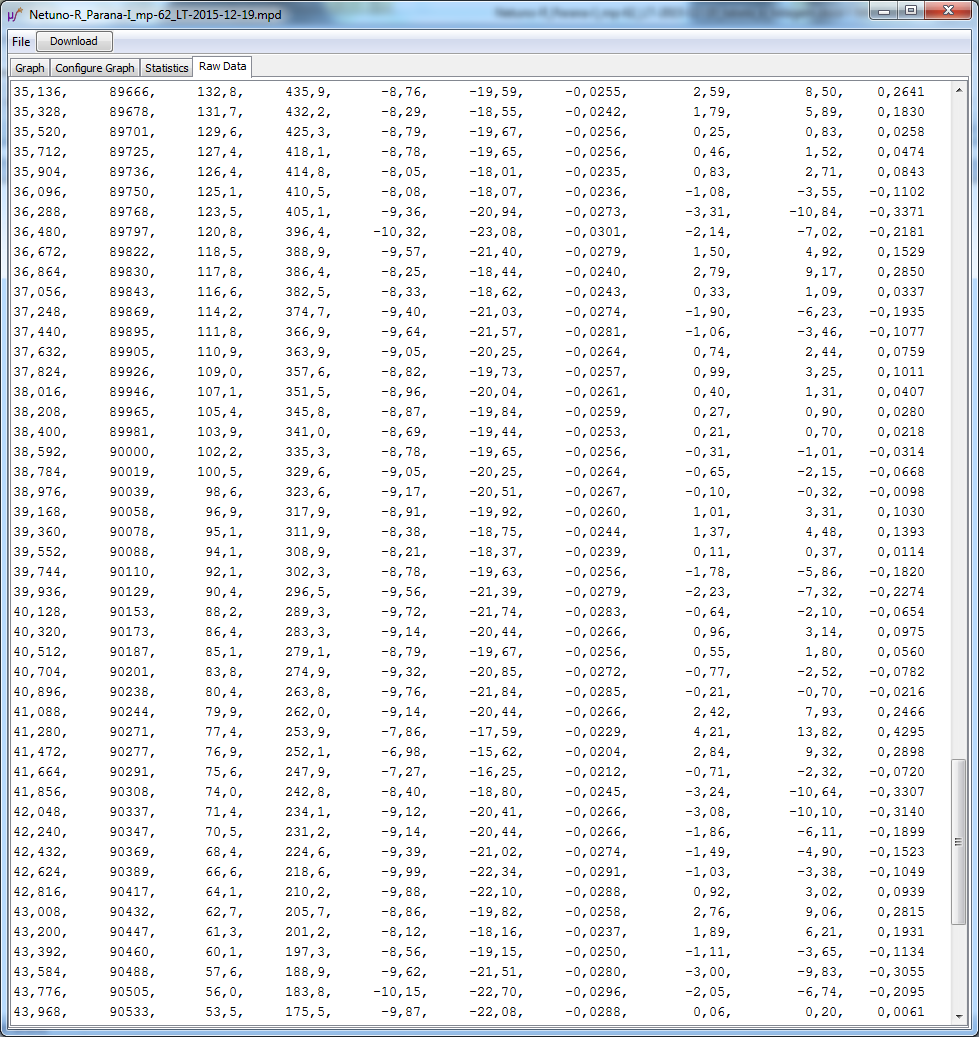 Netuno-R_Parana-I_mp-62_LT-2015-12-19.mpd
File Download
Graph Configure Graph Statistics Raw Data
35,136, 89666, 132,8, 435,9, -8,76, -19,59, -0,0255, 2,59, 8,50, 0,2641
35,328, 89678, 131,7, 432,2, -8,29, -18,55, -0,0242, 1,79, 5,89, 0,1830
35,520, 89701, 129,6, 425,3, -8,79, -19,67, -0,0256, 0,25, 0,83, 0,0258
35,712, 89725, 127,4, 418,1, -8,78, -19,65, -0,0256, 0,46, 1,52, 0,0474
35,904, 89736, 126,4, 414,8, -8,05, -18,01, -0,0235, 0,83, 2,71, 0,0843
36,096, 89750, 125,1, 410,5, -8,08, -18,07, -0,0236, -1,08, -3,55, -0,1102
36,288, 89768, 123,5, 405,1, -9,36, -20,94, -0,0273, -3,31, -10,84, -0,3371
36,480, 89797, 120,8, 396,4, -10,32, -23,08, -0,0301, -2,14, -7,02, -0,2181
36,672, 89822, 118,5, 388,9, -9,57, -21,40, -0,0279, 1,50, 4,92, 0,1529
36,864, 89830, 117,8, 386,4, -8,25, -18,44, -0,0240, 2,79, 9,17, 0,2850
37,056, 89843, 116,6, 382,5, -8,33, -18,62, -0,0243, 0,33, 1,09, 0,0337
37,248, 89869, 114,2, 374,7, -9,40, -21,03, -0,0274, -1,90, -6,23, -0,1935
37,440, 89895, 111,8, 366,9, -9,64, -21,57, -0,0281, -1,06, -3,46, -0,1077
37,632, 89905, 110,9, 363,9, -9,05, -20,25, -0,0264, 0,74, 2,44, 0,0759
37,824, 89926, 109,0, 357,6, -8,82, -19,73, -0,0257, 0,99, 3,25, 0,1011
38,016, 89946, 107,1, 351,5, -8,96, -20,04, -0,0261, 0,40, 1,31, 0,0407
38,208, 89965, 105,4, 345,8, -8,87, -19,84, -0,0259, 0,27, 0,90, 0,0280
38,400, 89981, 103,9, 341,0, -8,69, -19,44, -0,0253, 0,21, 0,70, 0,0218
38,592, 90000, 102,2, 335,3, -8,78, -19,65, -0,0256, -0,31, -1,01, -0,0314
38,784, 90019, 100,5, 329,6, -9,05, -20,25, -0,0264, -0,65, -2,15, -0,0668
38,976, 90039, 98,6, 323,6, -9,17, -20,51, -0,0267, -0,10, -0,32, -0,0098
39,168, 90058, 96,9, 317,9, -8,91, -19,92, -0,0260, 1,01, 3,31, 0,1030
39,360, 90078, 95,1, 311,9, -8,38, -18,75, -0,0244, 1,37, 4,48, 0,1393
39,552, 90088, 94,1, 308,9, -8,21, -18,37, -0,0239, 0,11, 0,37, 0,0114
39,744, 90110, 92,1, 302,3, -8,78, -19,63, -0,0256, -1,78, -5,86, -0,1820
39,936, 90129, 90,4, 296,5, -9,56, -21,39, -0,0279, -2,23, -7,32, -0,2274
40,128, 90153, 88,2, 289,3, -9,72, -21,74, -0,0283, -0,64, -2,10, -0,0654
40,320, 90173, 86,4, 283,3, -9,14, -20,44, -0,0266, 0,96, 3,14, 0,0975
40,512, 90187, 85,1, 279,1, -8,79, -19,67, -0,0256, 0,55, 1,80, 0,0560
40,704, 90201, 83,8, 274,9, -9,32, -20,85, -0,0272, -0,77, -2,52, -0,0782
40,896, 90238, 80,4, 263,8, -9,76, -21,84, -0,0285, -0,21, -0,70, -0,0216
41,088, 90244, 79,9, 262,0, -9,14, -20,44, -0,0266, 2,42, 7,93, 0,2466
41,280, 90271, 77,4, 253,9, -7,86, -17,59, -0,0229, 4,21, 13,82, 0,4295
41,472, 90277, 76,9, 252,1, -6,98, -15,62, -0,0204, 2,84, 9,32, 0,2898
41,664, 90291, 75,6, 247,9, -7,27, -16,25, -0,0212, -0,71, -2,32, -0,0720
41,856, 90308, 74,0, 242,8, -8,40, -18,80, -0,0245, -3,24, -10,64, -0,3307
42,048, 90337, 71,4, 234,1, -9,12, -20,41, -0,0266, -3,08, -10,10, -0,3140
42,240, 90347, 70,5, 231,2, -9,14, -20,44, -0,0266, -1,86, -6,11, -0,1899
42,432, 90369, 68,4, 224,6, -9,39, -21,02, -0,0274, -1,49, -4,90, -0,1523
42,624, 90389, 66,6, 218,6, -9,99, -22,34, -0,0291, -1,03, -3,38, -0,1049
42,816, 90417, 64,1, 210,2, -9,88, -22,10, -0,0288, 0,92, 3,02, 0,0939
43,008, 90432, 62,7, 205,7, -8,86, -19,82, -0,0258, 2,76, 9,06, 0,2815
43,200, 90447, 61,3, 201,2, -8,12, -18,16, -0,0237, 1,89, 6,21, 0,1931
43,392, 90460, 60,1, 197,3, -8,56, -19,15, -0,0250, -1,11, -3,65, -0,1134
43,584, 90488, 57,6, 188,9, -9,62, -21,51, -0,0280, -3,00, -9,83, -0,3055
43,776, 90505, 56,0, 183,8, -10,15, -22,70, -0,0296, -2,05, -6,74, -0,2095
43,968, 90533, 53,5, 175,5, -9,87, -22,08, -0,0288, 0,06, 0,20, 0,0061